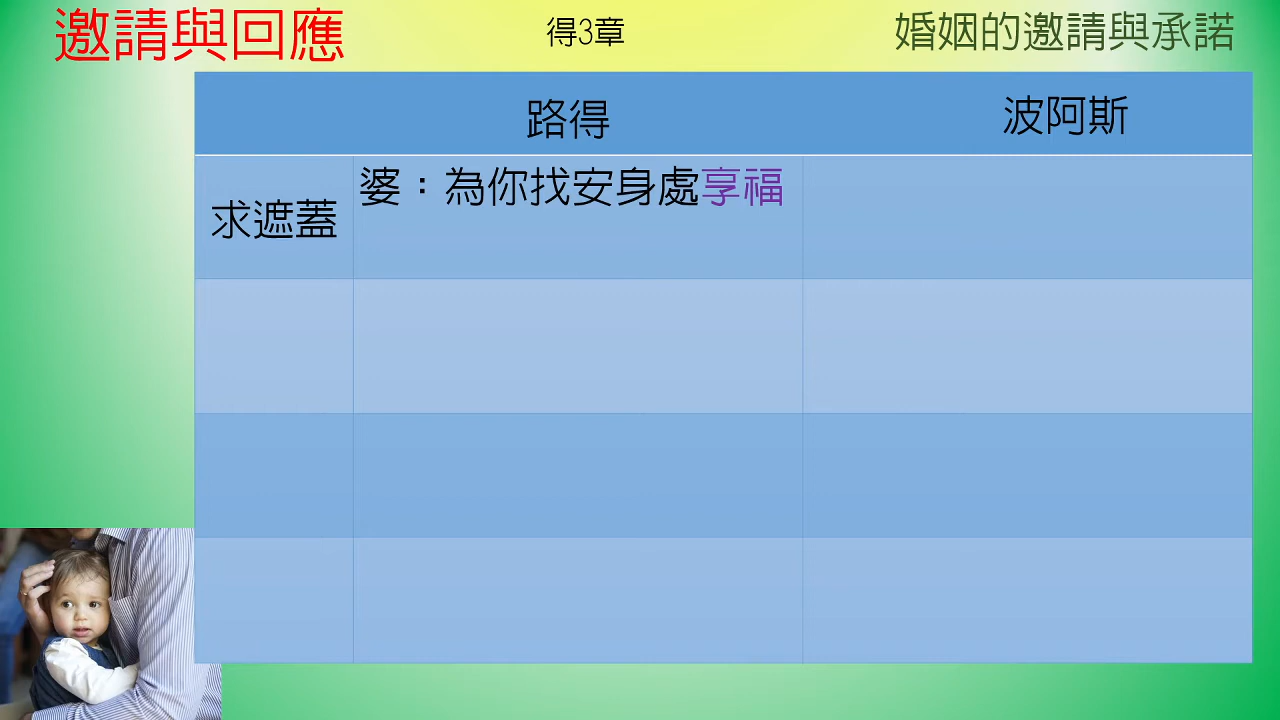 邀請與回應
得3章
婚姻的邀請與承諾
路得
波阿斯
求遮蓋
婆：為你找安身處享福